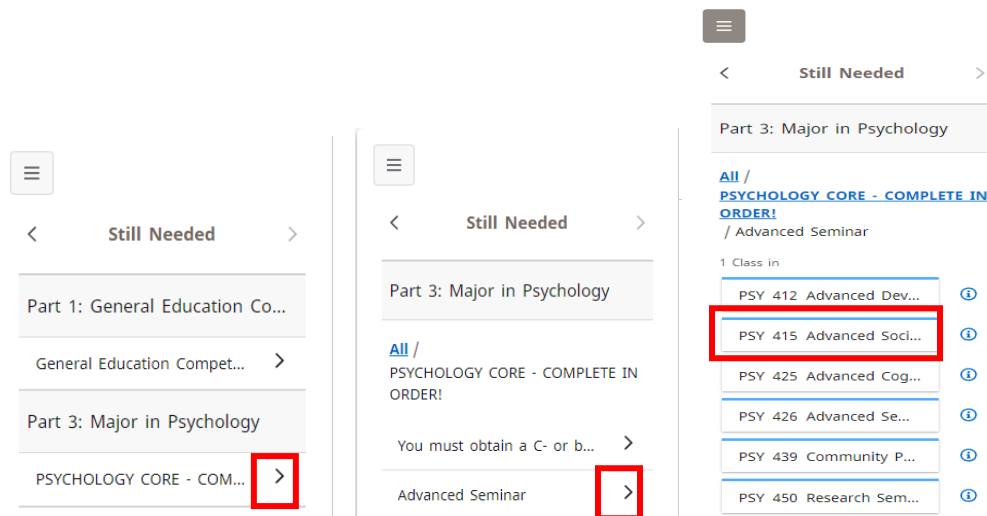 Still Needed
Part 1: General Education Co...
General Education Compet...
Part 3: Major in Psychology
PSYCHOLOGY CORE - COM...
Still Needed
Part 3: Major in Psychology
All /
PSYCHOLOGY CORE - COMPLETE IN
ORDER!
You must obtain a C- or b...
Advanced Seminar
Still Needed
Part 3: Major in Psychology
All /
PSYCHOLOGY CORE - COMPLETE IN
ORDER!
/ Advanced Seminar
1 Class in
PSY 412 Advanced Dev...
PSY 415 Advanced Soci...
PSY 425 Advanced Cog...
PSY 426 Advanced Se...
PSY 439 Community P...
PSY 450 Research Sem...